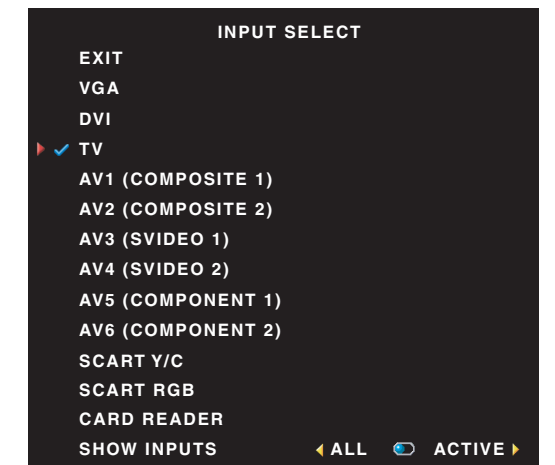 INPUT SELECT
EXIT
VGA
DVI
TV
AV1 (COMPOSITE 1)
AV2 (COMPOSITE 2)
AV3 (SVIDEO 1)
AV4 (SVIDEO 2)
AV5 (COMPONENT 1)
AV6 (COMPONENT 2)
SCART Y/C
SCART RGB
CARD READER
SHOW INPUTS ALL ACTIVE